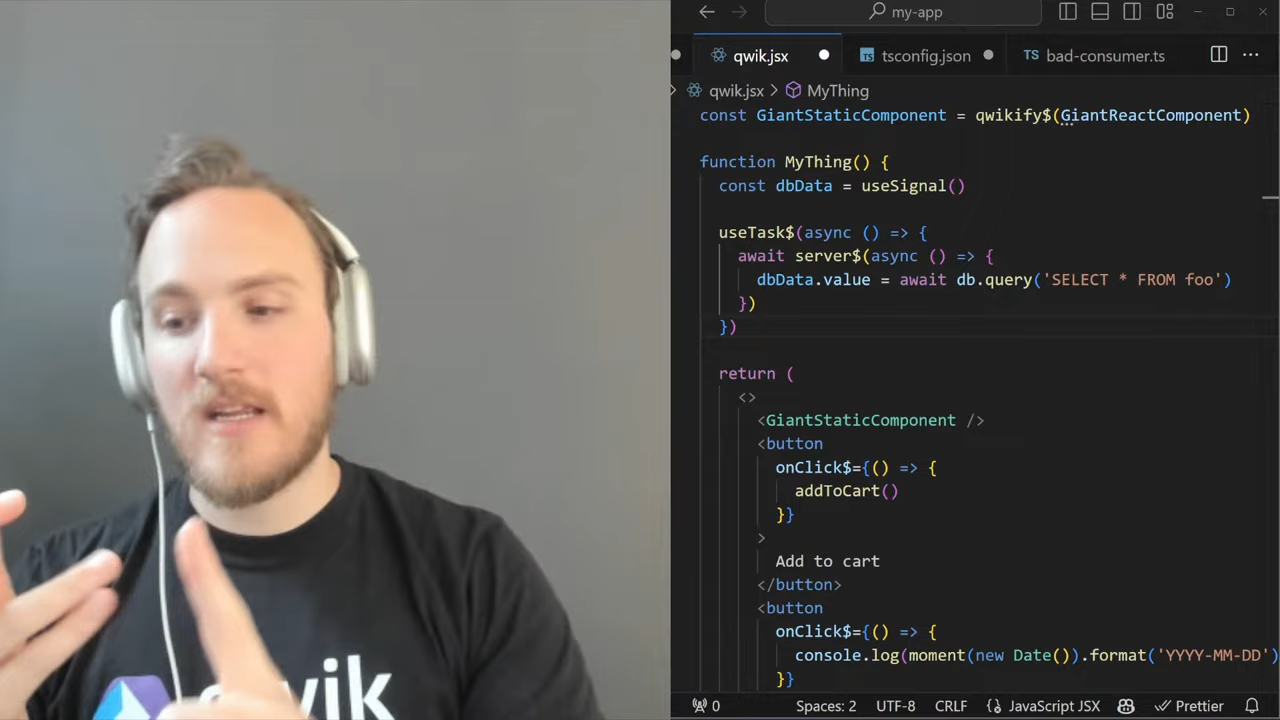 my-app
qwik.jsx
tsconfig.json
TS bad-consumer.ts
qwik.jsx > MyThing
const GiantStaticComponent = qwikify$(GiantReactComponent)
function MyThing() {
const dbData = useSignal()
useTask$(async () => {
await server$(async () => {
dbData.value = await db.query('SELECT * FROM foo')
})
})
return (
<>
<GiantStaticComponent />
<button
onClick$={() => {
addToCart()
}}
>
Add to cart
</button>
<button
onClick$={() => {
console.log(moment(new Date()).format('YYYY-MM-DD')
}}
0
Spaces: 2
UTF-8
CRLF
{} JavaScript JSX
Prettier